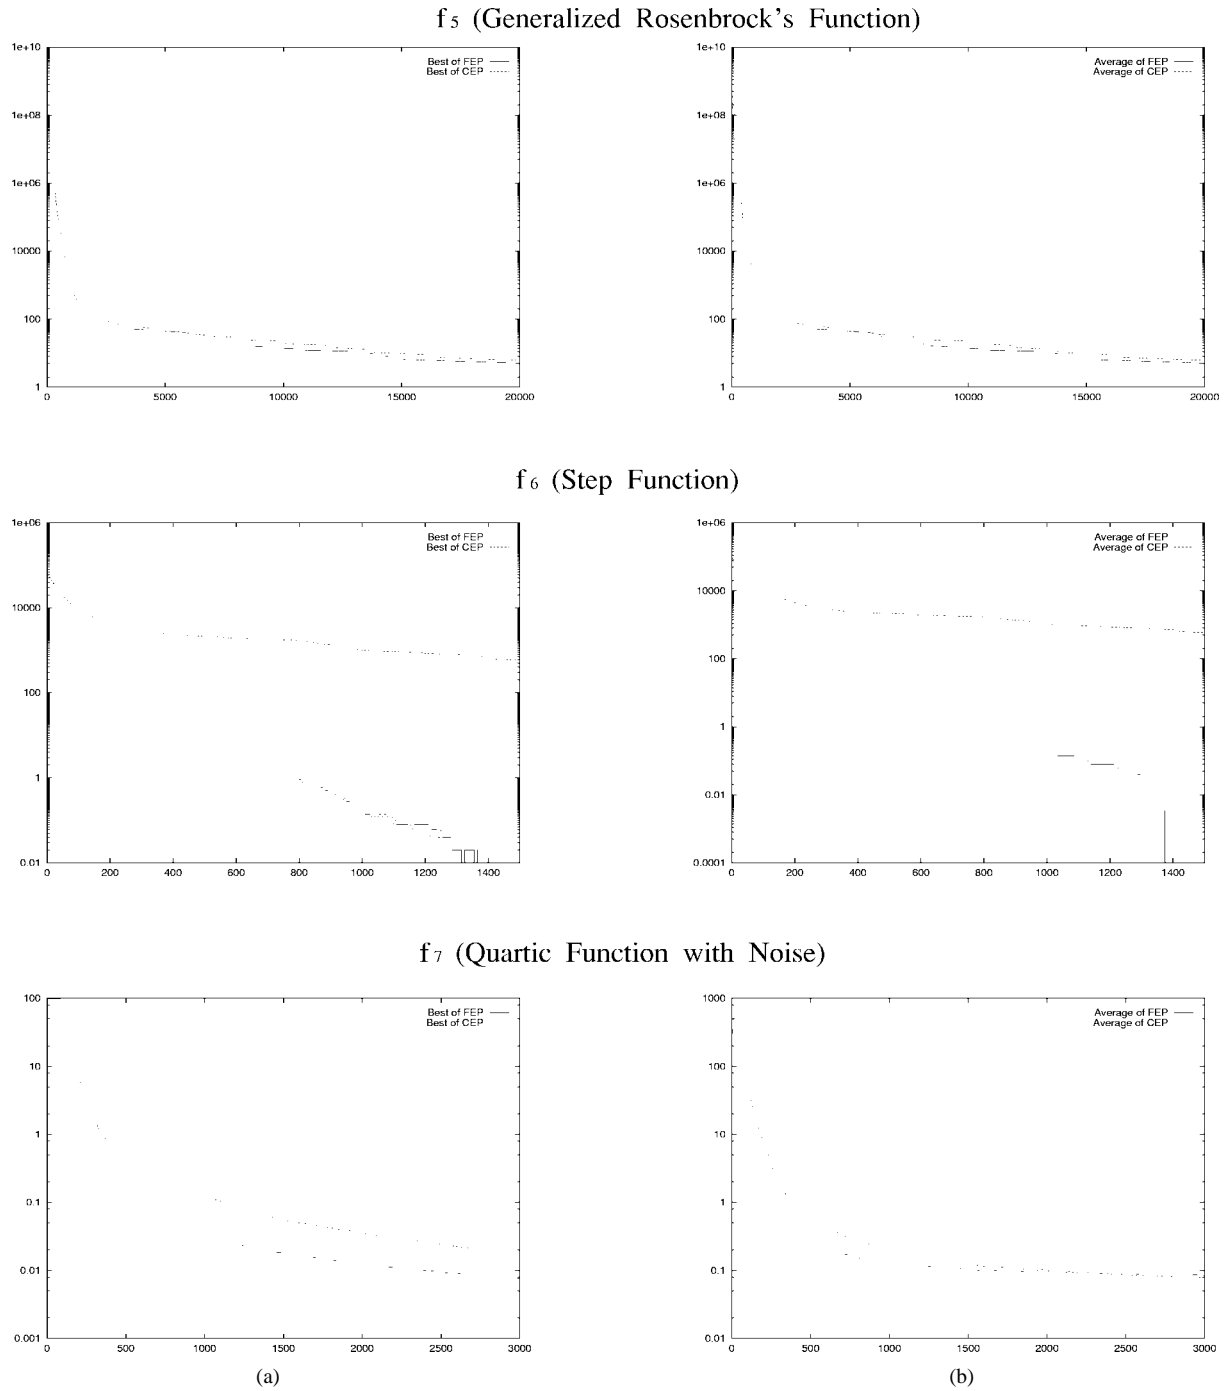 f 5 (Generalized Rosenbrock's Function)
1e+10
1e+08
1e+06
10000
100
1
0 5000 10000 15000 20000
Best of FEP
Best of CEP
1e+10
1e+08
1e+06
10000
100
1
0 5000 10000 15000 20000
Average of FEP
Average of CEP
f 6 (Step Function)
1e+06
10000
100
1
0.01
0 200 400 600 800 1000 1200 1400
Best of FEP
Best of CEP
1e+06
10000
100
1
0.01
0.0001
0 200 400 600 800 1000 1200 1400
Average of FEP
Average of CEP
f 7 (Quartic Function with Noise)
100
10
1
0.1
0.01
0.001
0 500 1000 1500 2000 2500 3000
Best of FEP
Best of CEP
1000
100
10
1
0.1
0.01
0 500 1000 1500 2000 2500 3000
Average of FEP
Average of CEP
(a)
(b)